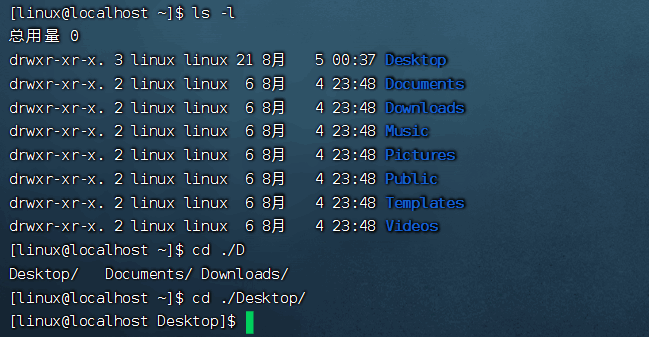 [linux@localhost ~]$ ls -l
总用量 0
drwxr-xr-x. 3 linux linux 21 8月   5 00:37 Desktop
drwxr-xr-x. 2 linux linux  6 8月   4 23:48 Documents
drwxr-xr-x. 2 linux linux  6 8月   4 23:48 Downloads
drwxr-xr-x. 2 linux linux  6 8月   4 23:48 Music
drwxr-xr-x. 2 linux linux  6 8月   4 23:48 Pictures
drwxr-xr-x. 2 linux linux  6 8月   4 23:48 Public
drwxr-xr-x. 2 linux linux  6 8月   4 23:48 Templates
drwxr-xr-x. 2 linux linux  6 8月   4 23:48 Videos
[linux@localhost ~]$ cd ./D
Desktop/   Documents/ Downloads/
[linux@localhost ~]$ cd ./Desktop/
[linux@localhost Desktop]$